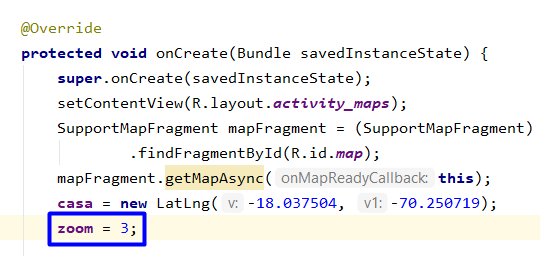 @Override
protected void onCreate(Bundle savedInstanceState) {
super.onCreate(savedInstanceState);
setContentView(R.layout.activity_maps);
SupportMapFragment mapFragment = (SupportMapFragment)
.findFragmentById(R.id.map);
mapFragment.getMapAsync( onMapReadyCallback: this);
casa = new LatLng( v: -18.037504, v1: -70.250719);
zoom = 3;